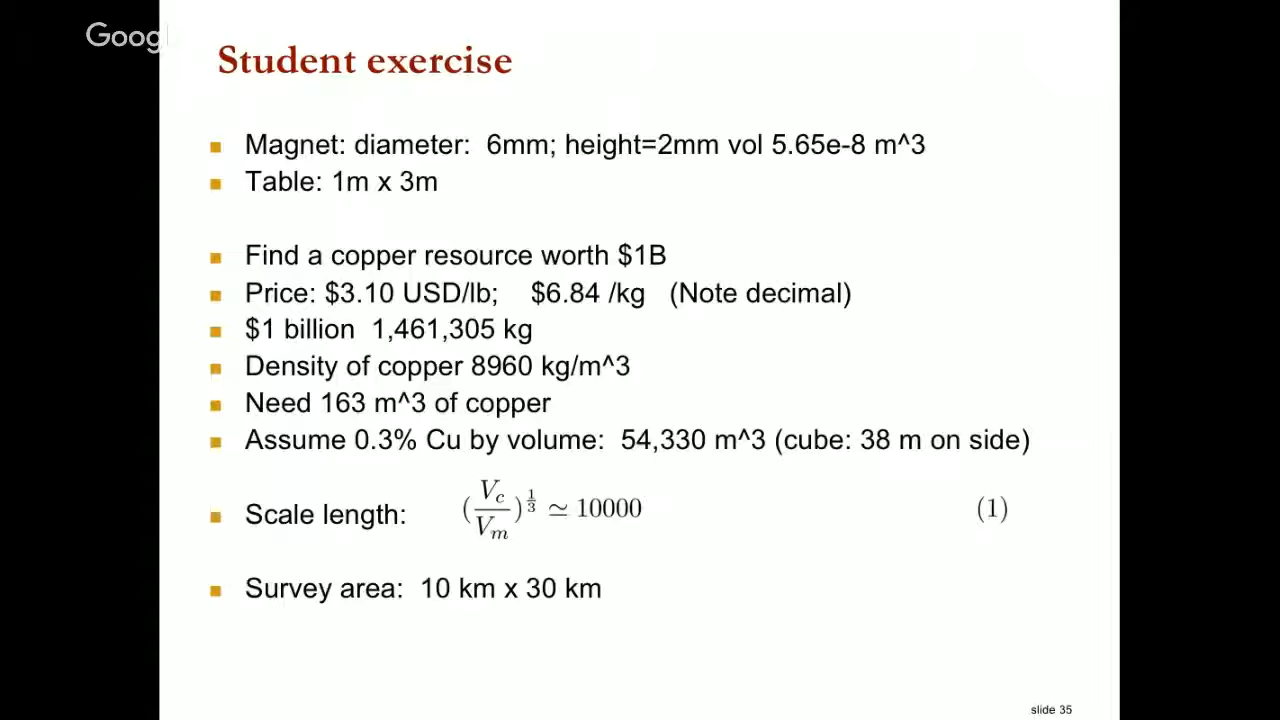 Googl
Student exercise
Magnet: diameter: 6mm; height=2mm vol 5.65e-8 m^3
Table: 1m x 3m
Find a copper resource worth $1B
Price: $3.10 USD/lb; $6.84 /kg (Note decimal)
$1 billion 1,461,305 kg
Density of copper 8960 kg/m^3
Need 163 m^3 of copper
Assume 0.3% Cu by volume: 54,330 m^3 (cube: 38 m on side)
Scale length: (V_c/V_m)^{1/3} ≃ 10000 (1)
Survey area: 10 km x 30 km
slide 35